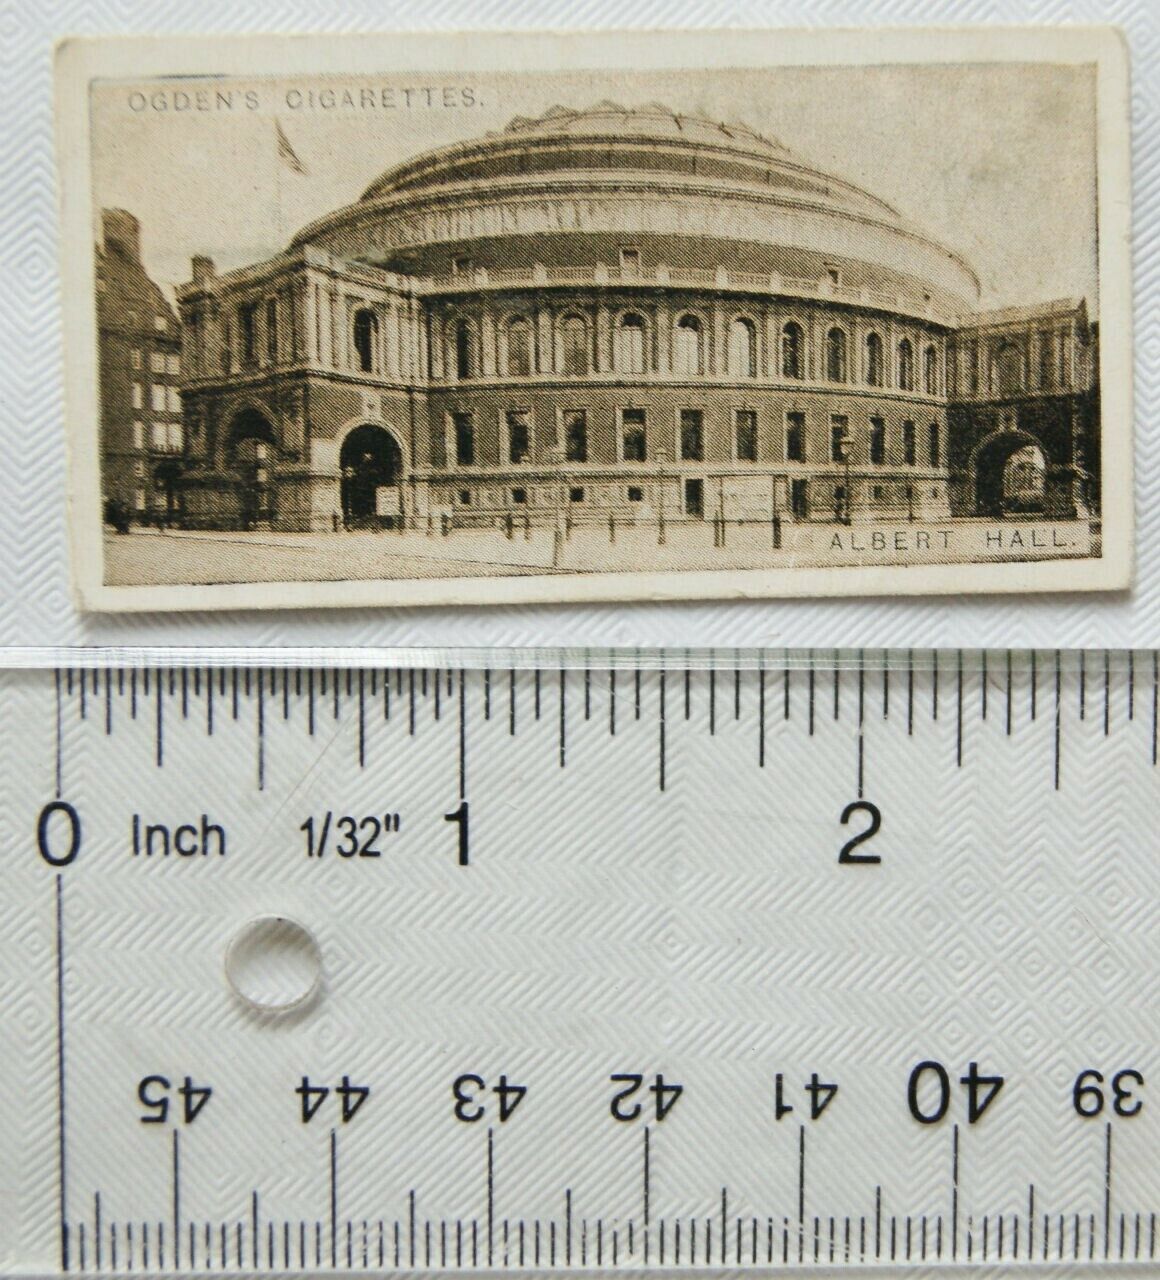 OGDEN'S CIGARETTES.
ALBERT HALL.
0 Inch 1/32" 1 2
45 44 43 42 41 40 39